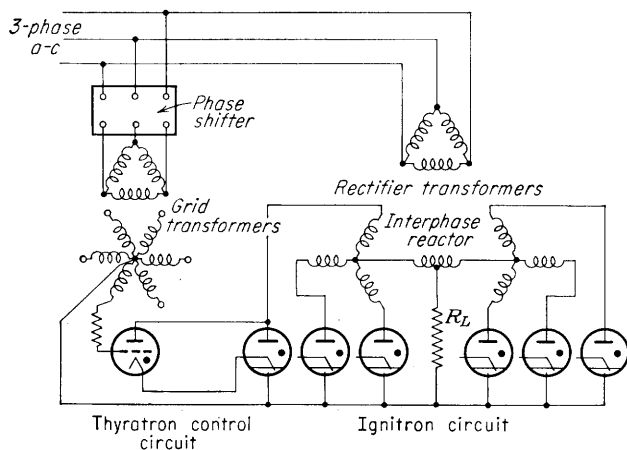 3-phase
a-c
Phase
shifter
Rectifier transformers
Grid
transformers
Interphase
reactor
R_L
Thyratron control
circuit
Ignitron circuit